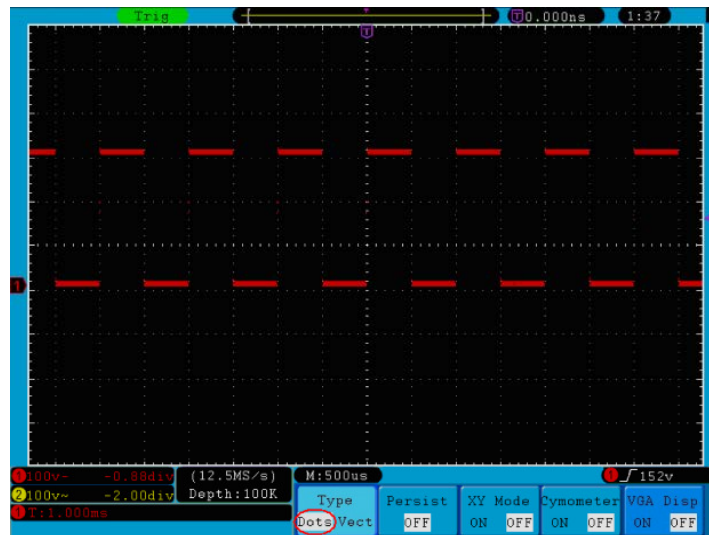 Trig T 0.000ns 1:37
T
1
1 100v~ -0.88div (12.5MS/s) M:500us 1 152v
2 100v~ -2.00div Depth:100K
1 T:1.000ms
Type Persist XY Mode Cymometer VGA Disp
Dots Vect OFF ON OFF ON OFF ON OFF